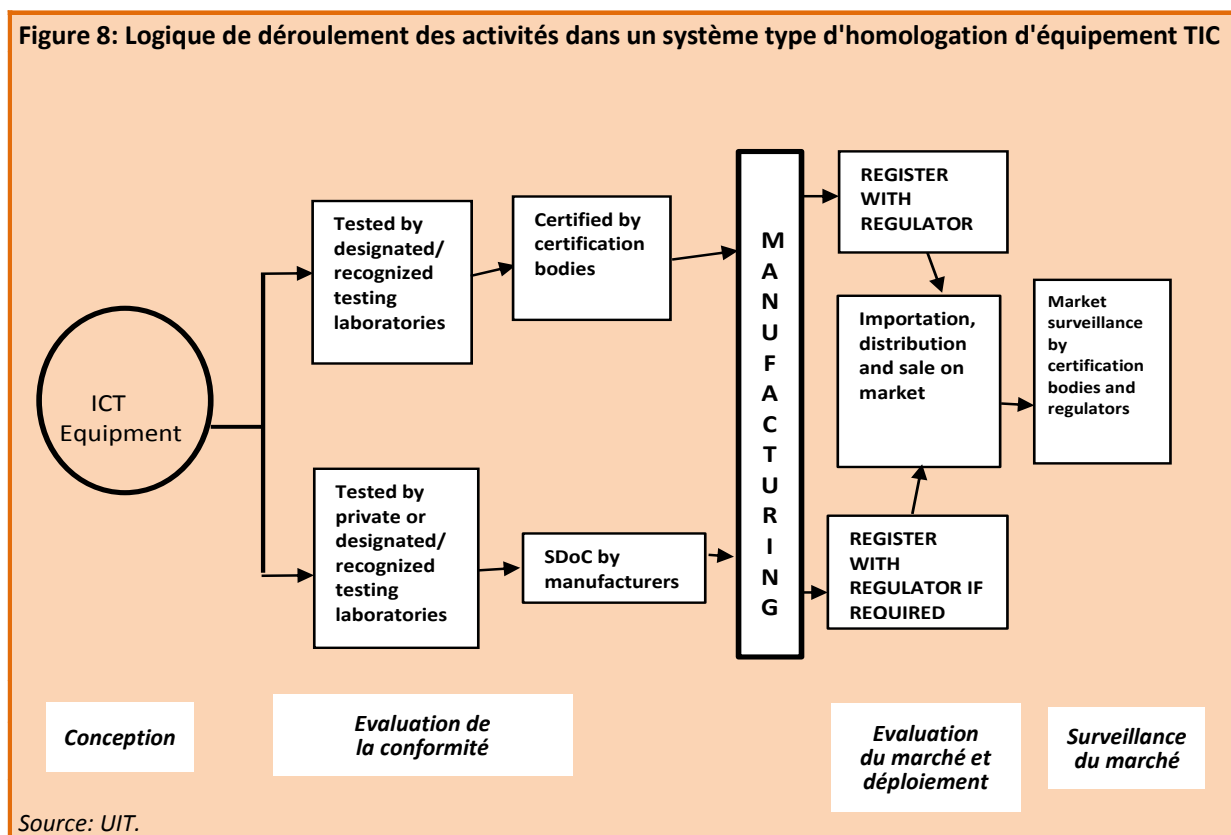 Figure 8: Logique de déroulement des activités dans un système type d'homologation d'équipement TIC
ICT
Equipment
Tested by
designated/
recognized
testing
laboratories
Certified by
certification
bodies
Tested by
private or
designated/
recognized
testing
laboratories
SDoC by
manufacturers
M
A
N
U
F
A
C
T
U
R
I
N
G
REGISTER
WITH
REGULATOR
Importation,
distribution
and sale on
market
REGISTER
WITH
REGULATOR IF
REQUIRED
Market
surveillance
by
certification
bodies and
regulators
Conception
Evaluation de
la conformité
Evaluation
du marché et
déploiement
Surveillance
du marché
Source: UIT.